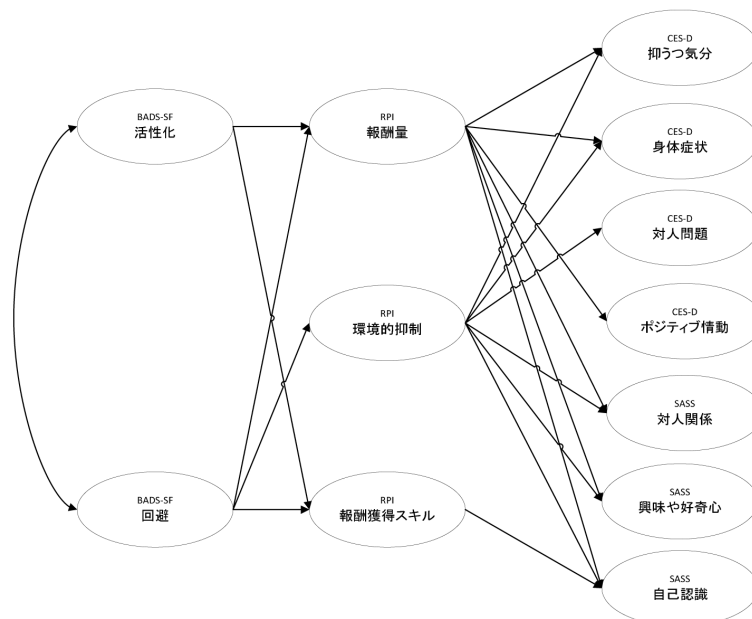 BADS-SF
活性化
BADS-SF
回避
RPI
報酬量
RPI
環境的抑制
RPI
報酬獲得スキル
CES-D
抑うつ気分
CES-D
身体症状
CES-D
対人問題
CES-D
ポジティブ情動
SASS
対人関係
SASS
興味や好奇心
SASS
自己認識